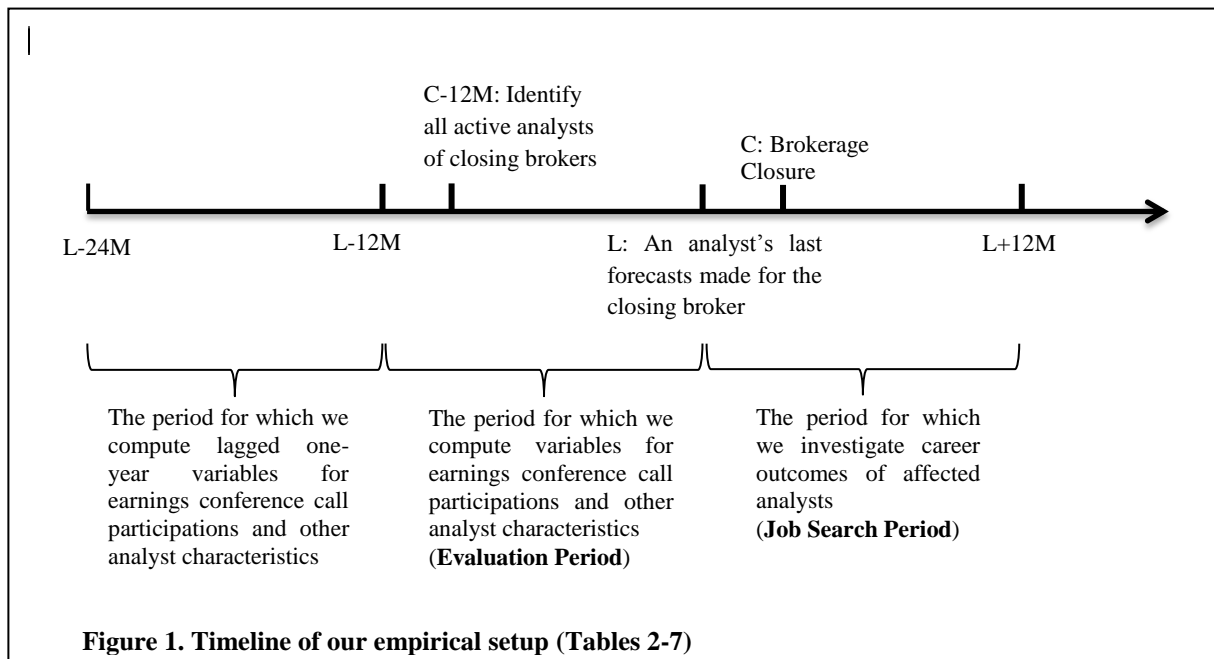 C-12M: Identify
all active analysts
of closing brokers
C: Brokerage
Closure
L-24M
L-12M
L: An analyst's last
forecasts made for the
closing broker
L+12M
The period for which we
compute lagged one-
year variables for
earnings conference call
participations and other
analyst characteristics
The period for which we
compute variables for
earnings conference call
participations and other
analyst characteristics
(Evaluation Period)
The period for which
we investigate career
outcomes of affected
analysts
(Job Search Period)
Figure 1. Timeline of our empirical setup (Tables 2-7)